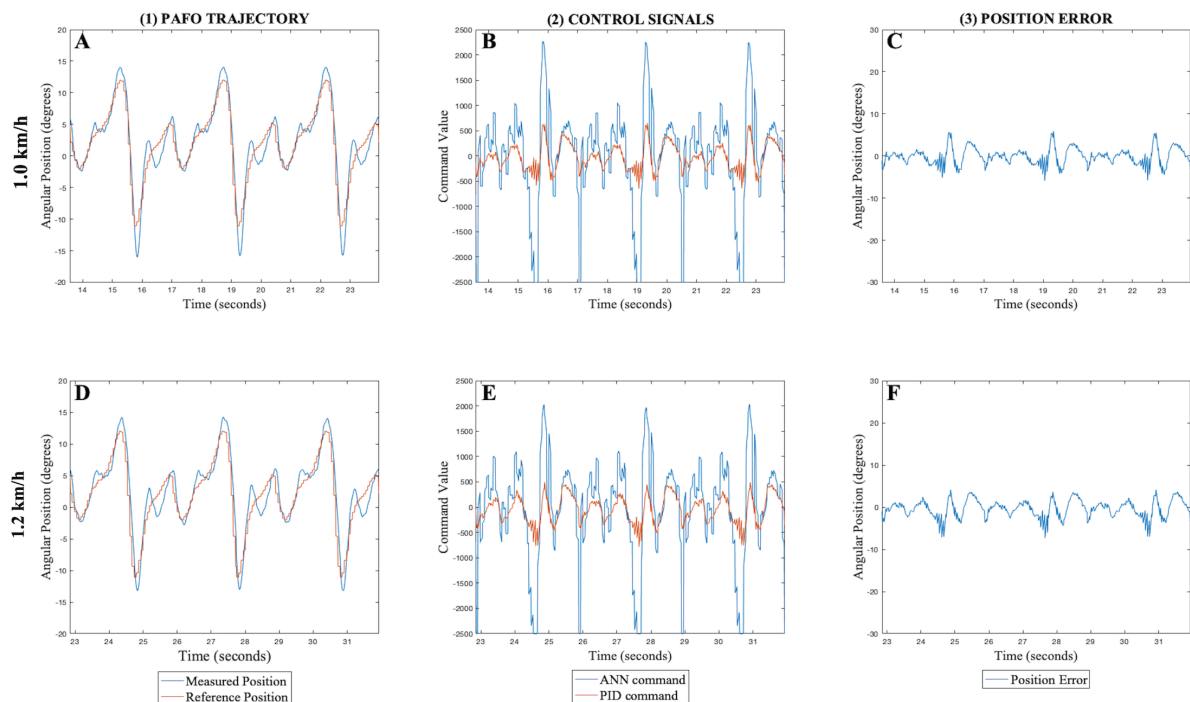 (1) PAFO TRAJECTORY
(2) CONTROL SIGNALS
(3) POSITION ERROR
1.0 km/h
A
20
15
10
5
0
-5
-10
-15
-20
Angular Position (degrees)
14 15 16 17 18 19 20 21 22 23
Time (seconds)
B
2500
2000
1500
1000
500
0
-500
-1000
-1500
-2000
-2500
Command Value
14 15 16 17 18 19 20 21 22 23
Time (seconds)
C
30
20
10
0
-10
-20
-30
Angular Position (degrees)
14 15 16 17 18 19 20 21 22 23
Time (seconds)
1.2 km/h
D
20
15
10
5
0
-5
-10
-15
-20
Angular Position (degrees)
23 24 25 26 27 28 29 30 31
Time (seconds)
Measured Position
Reference Position
E
2500
2000
1500
1000
500
0
-500
-1000
-1500
-2000
-2500
Command Value
23 24 25 26 27 28 29 30 31
Time (seconds)
ANN command
PID command
F
30
20
10
0
-10
-20
-30
Angular Position (degrees)
23 24 25 26 27 28 29 30 31
Time (seconds)
Position Error